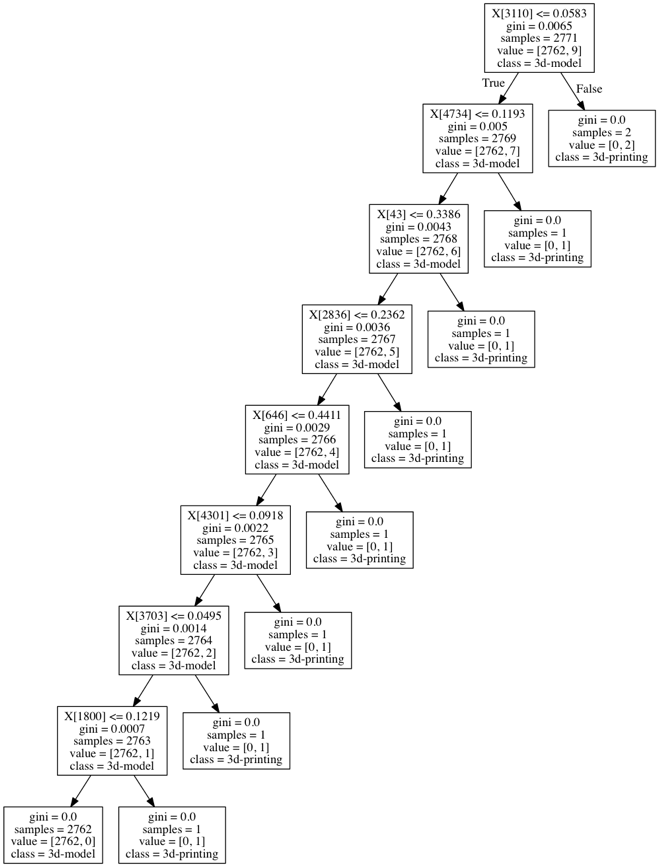 X[3110] <= 0.0583
gini = 0.0065
samples = 2771
value = [2762, 9]
class = 3d-model
True
False
X[4734] <= 0.1193
gini = 0.005
samples = 2769
value = [2762, 7]
class = 3d-model
gini = 0.0
samples = 2
value = [0, 2]
class = 3d-printing
X[43] <= 0.3386
gini = 0.0043
samples = 2768
value = [2762, 6]
class = 3d-model
gini = 0.0
samples = 1
value = [0, 1]
class = 3d-printing
X[2836] <= 0.2362
gini = 0.0036
samples = 2767
value = [2762, 5]
class = 3d-model
gini = 0.0
samples = 1
value = [0, 1]
class = 3d-printing
X[646] <= 0.4411
gini = 0.0029
samples = 2766
value = [2762, 4]
class = 3d-model
gini = 0.0
samples = 1
value = [0, 1]
class = 3d-printing
X[4301] <= 0.0918
gini = 0.0022
samples = 2765
value = [2762, 3]
class = 3d-model
gini = 0.0
samples = 1
value = [0, 1]
class = 3d-printing
X[3703] <= 0.0495
gini = 0.0014
samples = 2764
value = [2762, 2]
class = 3d-model
gini = 0.0
samples = 1
value = [0, 1]
class = 3d-printing
X[1800] <= 0.1219
gini = 0.0007
samples = 2763
value = [2762, 1]
class = 3d-model
gini = 0.0
samples = 1
value = [0, 1]
class = 3d-printing
gini = 0.0
samples = 2762
value = [2762, 0]
class = 3d-model
gini = 0.0
samples = 1
value = [0, 1]
class = 3d-printing